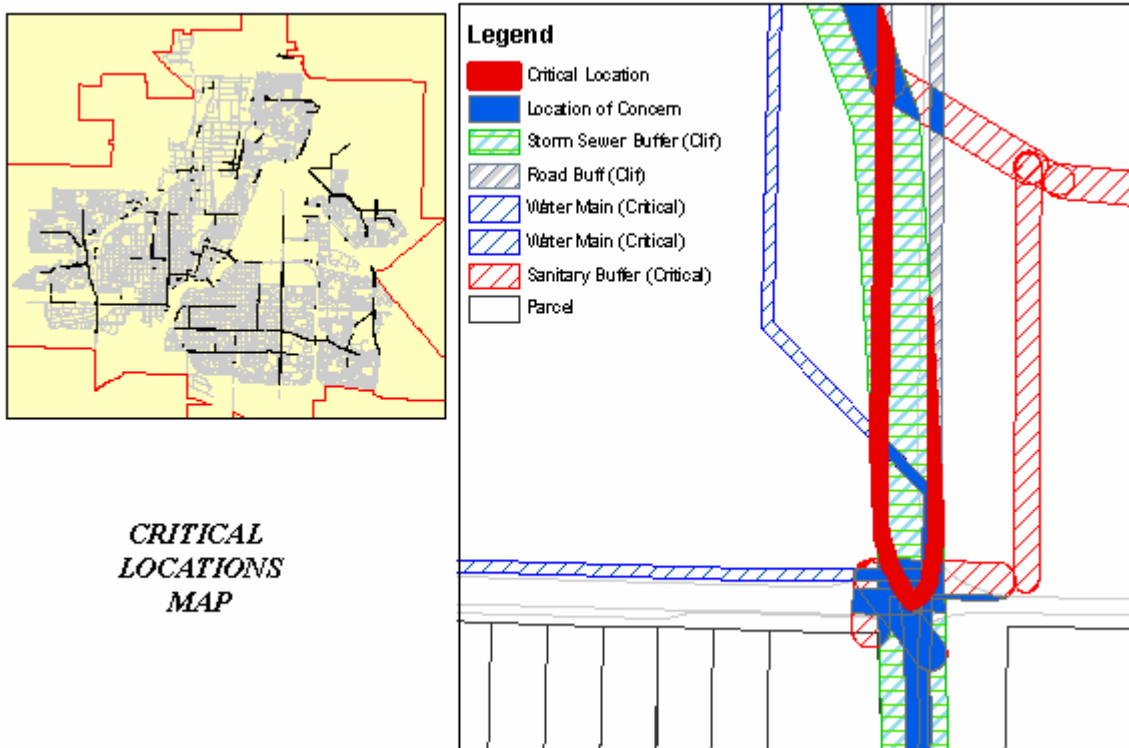 Legend
Critical Location
Location of Concern
Storm Sewer Buffer (Clif)
Road Buff (Clif)
Water Main (Critical)
Water Main (Critical)
Sanitary Buffer (Critical)
Parcel
CRITICAL
LOCATIONS
MAP